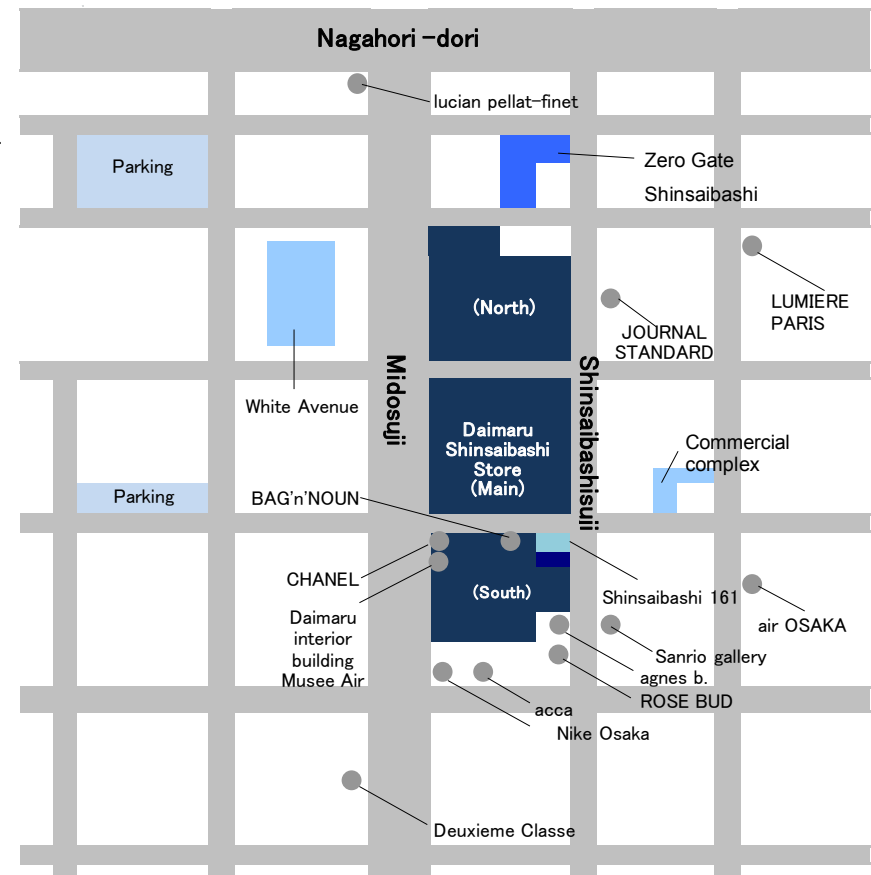 Nagahori −dori
lucian pellat−finet
Parking
Zero Gate
Shinsaibashi
(North)
LUMIERE
PARIS
JOURNAL
STANDARD
Midosuji
Shinsaibashisuji
White Avenue
Daimaru
Shinsaibashi
Store
(Main)
Commercial
complex
Parking
BAG'n'NOUN
CHANEL
(South)
Shinsaibashi 161
Daimaru
interior
building
Musee Air
air OSAKA
Sanrio gallery
agnes b.
ROSE BUD
acca
Nike Osaka
Deuxieme Classe